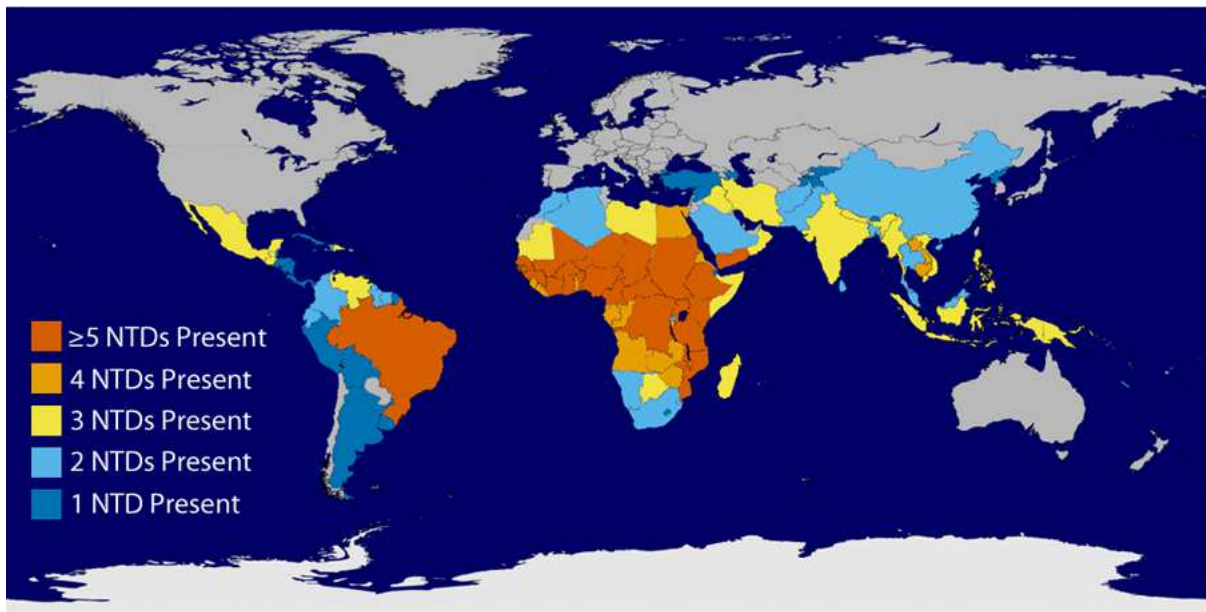 ≥5 NTDs Present
4 NTDs Present
3 NTDs Present
2 NTDs Present
1 NTD Present